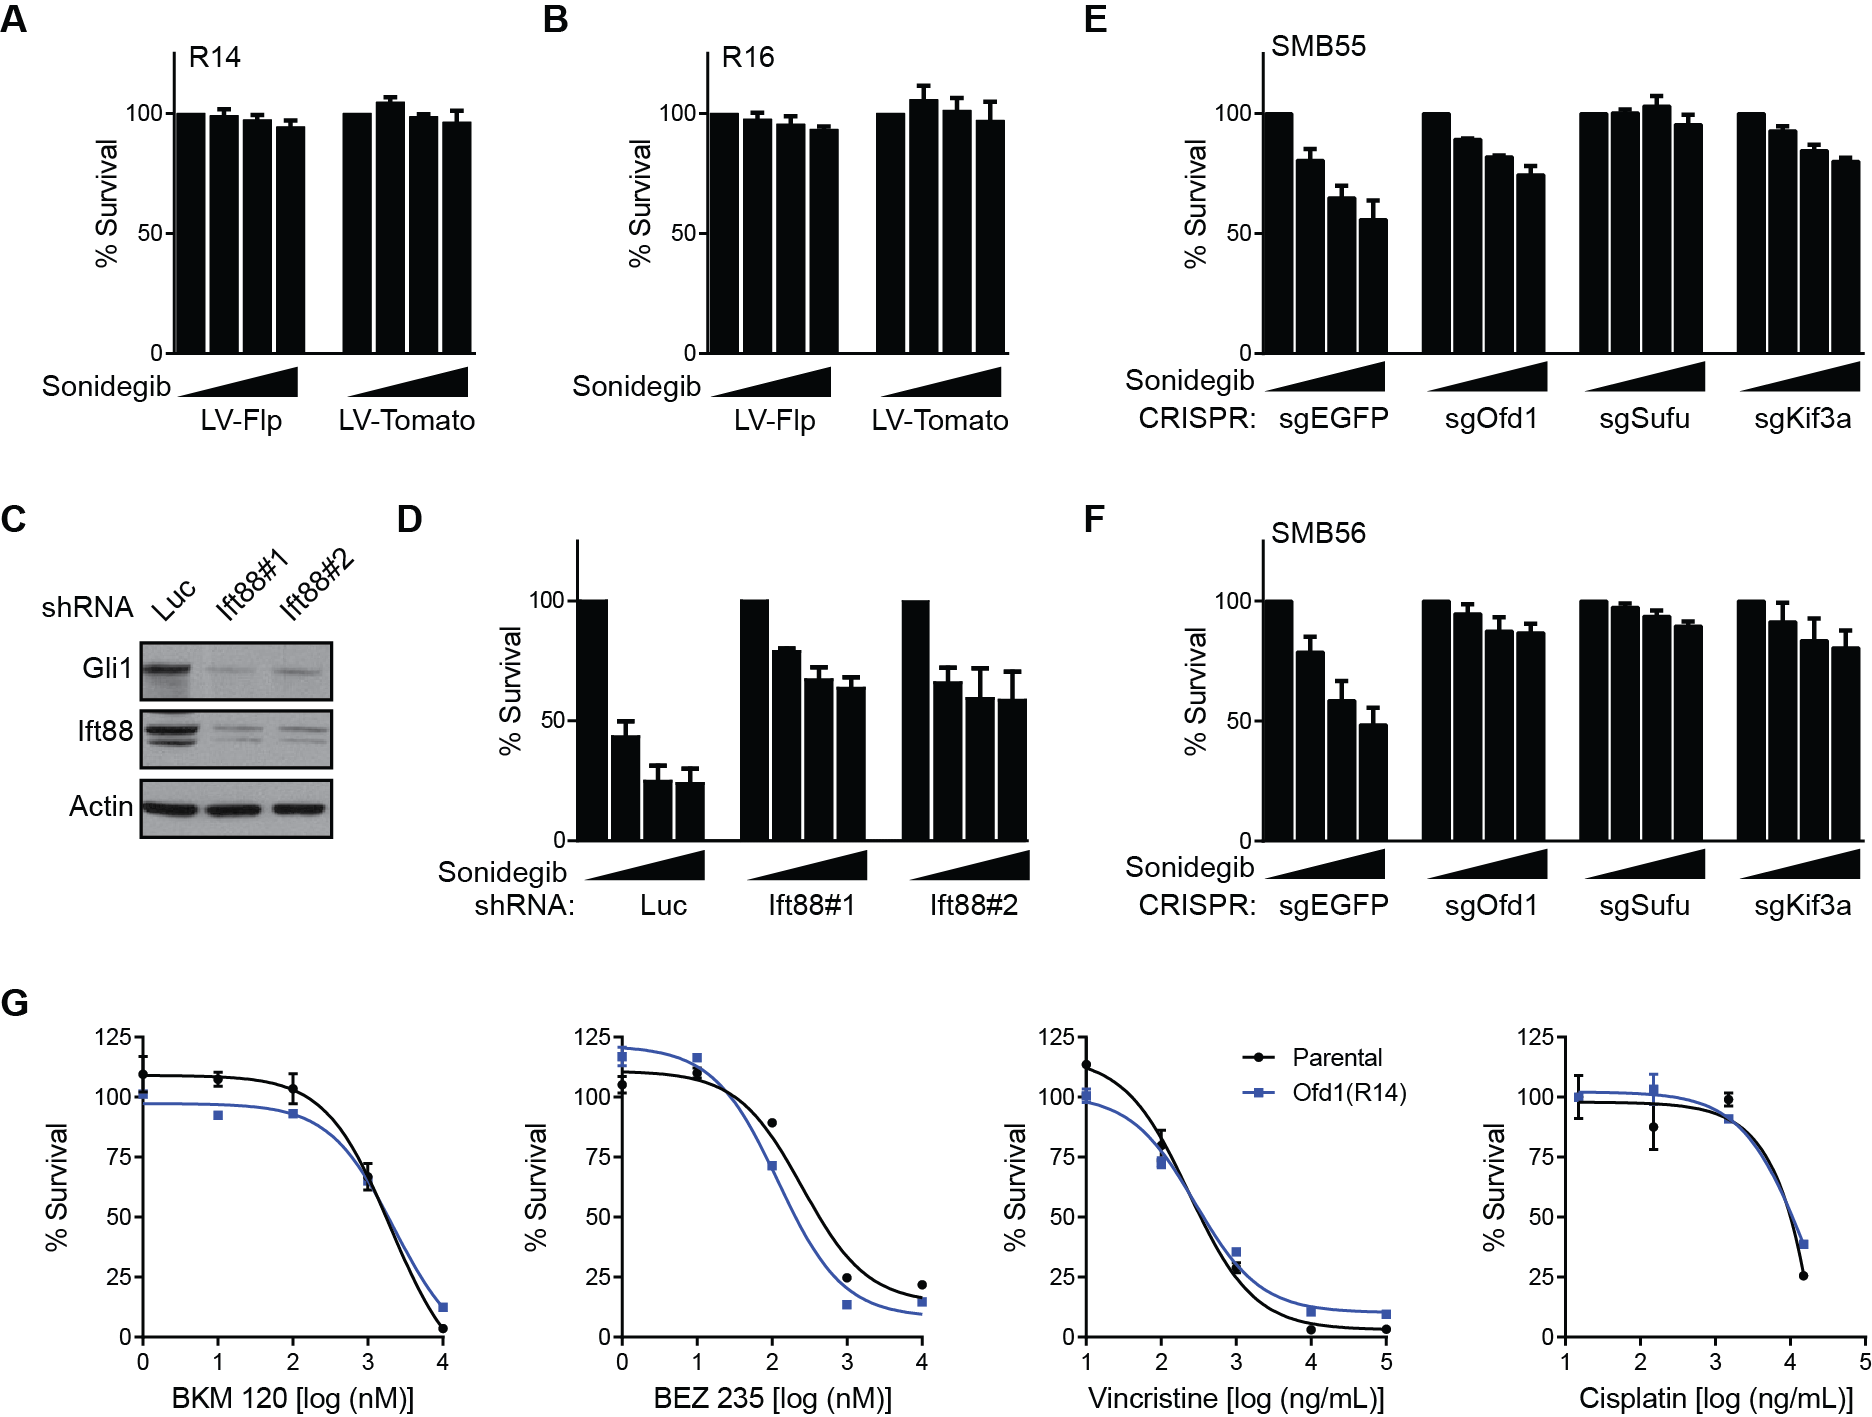 A
R14
100
50
0
% Survival
Sonidegib
LV-Flp LV-Tomato
B
R16
100
50
0
% Survival
Sonidegib
LV-Flp LV-Tomato
E
SMB55
100
50
0
% Survival
Sonidegib
CRISPR: sgEGFP sgOfd1 sgSufu sgKif3a
C
shRNA Luc Ift88#1 Ift88#2
Gli1
Ift88
Actin
D
100
50
0
% Survival
Sonidegib
shRNA: Luc Ift88#1 Ift88#2
F
SMB56
100
50
0
% Survival
Sonidegib
CRISPR: sgEGFP sgOfd1 sgSufu sgKif3a
G
125
100
75
50
25
0
% Survival
0 1 2 3 4
BKM 120 [log (nM)]
125
100
75
50
25
0
% Survival
0 1 2 3 4
BEZ 235 [log (nM)]
125
100
75
50
25
0
% Survival
1 2 3 4 5
Vincristine [log (ng/mL)]
Parental
Ofd1(R14)
125
100
75
50
25
0
% Survival
1 2 3 4 5
Cisplatin [log (ng/mL)]